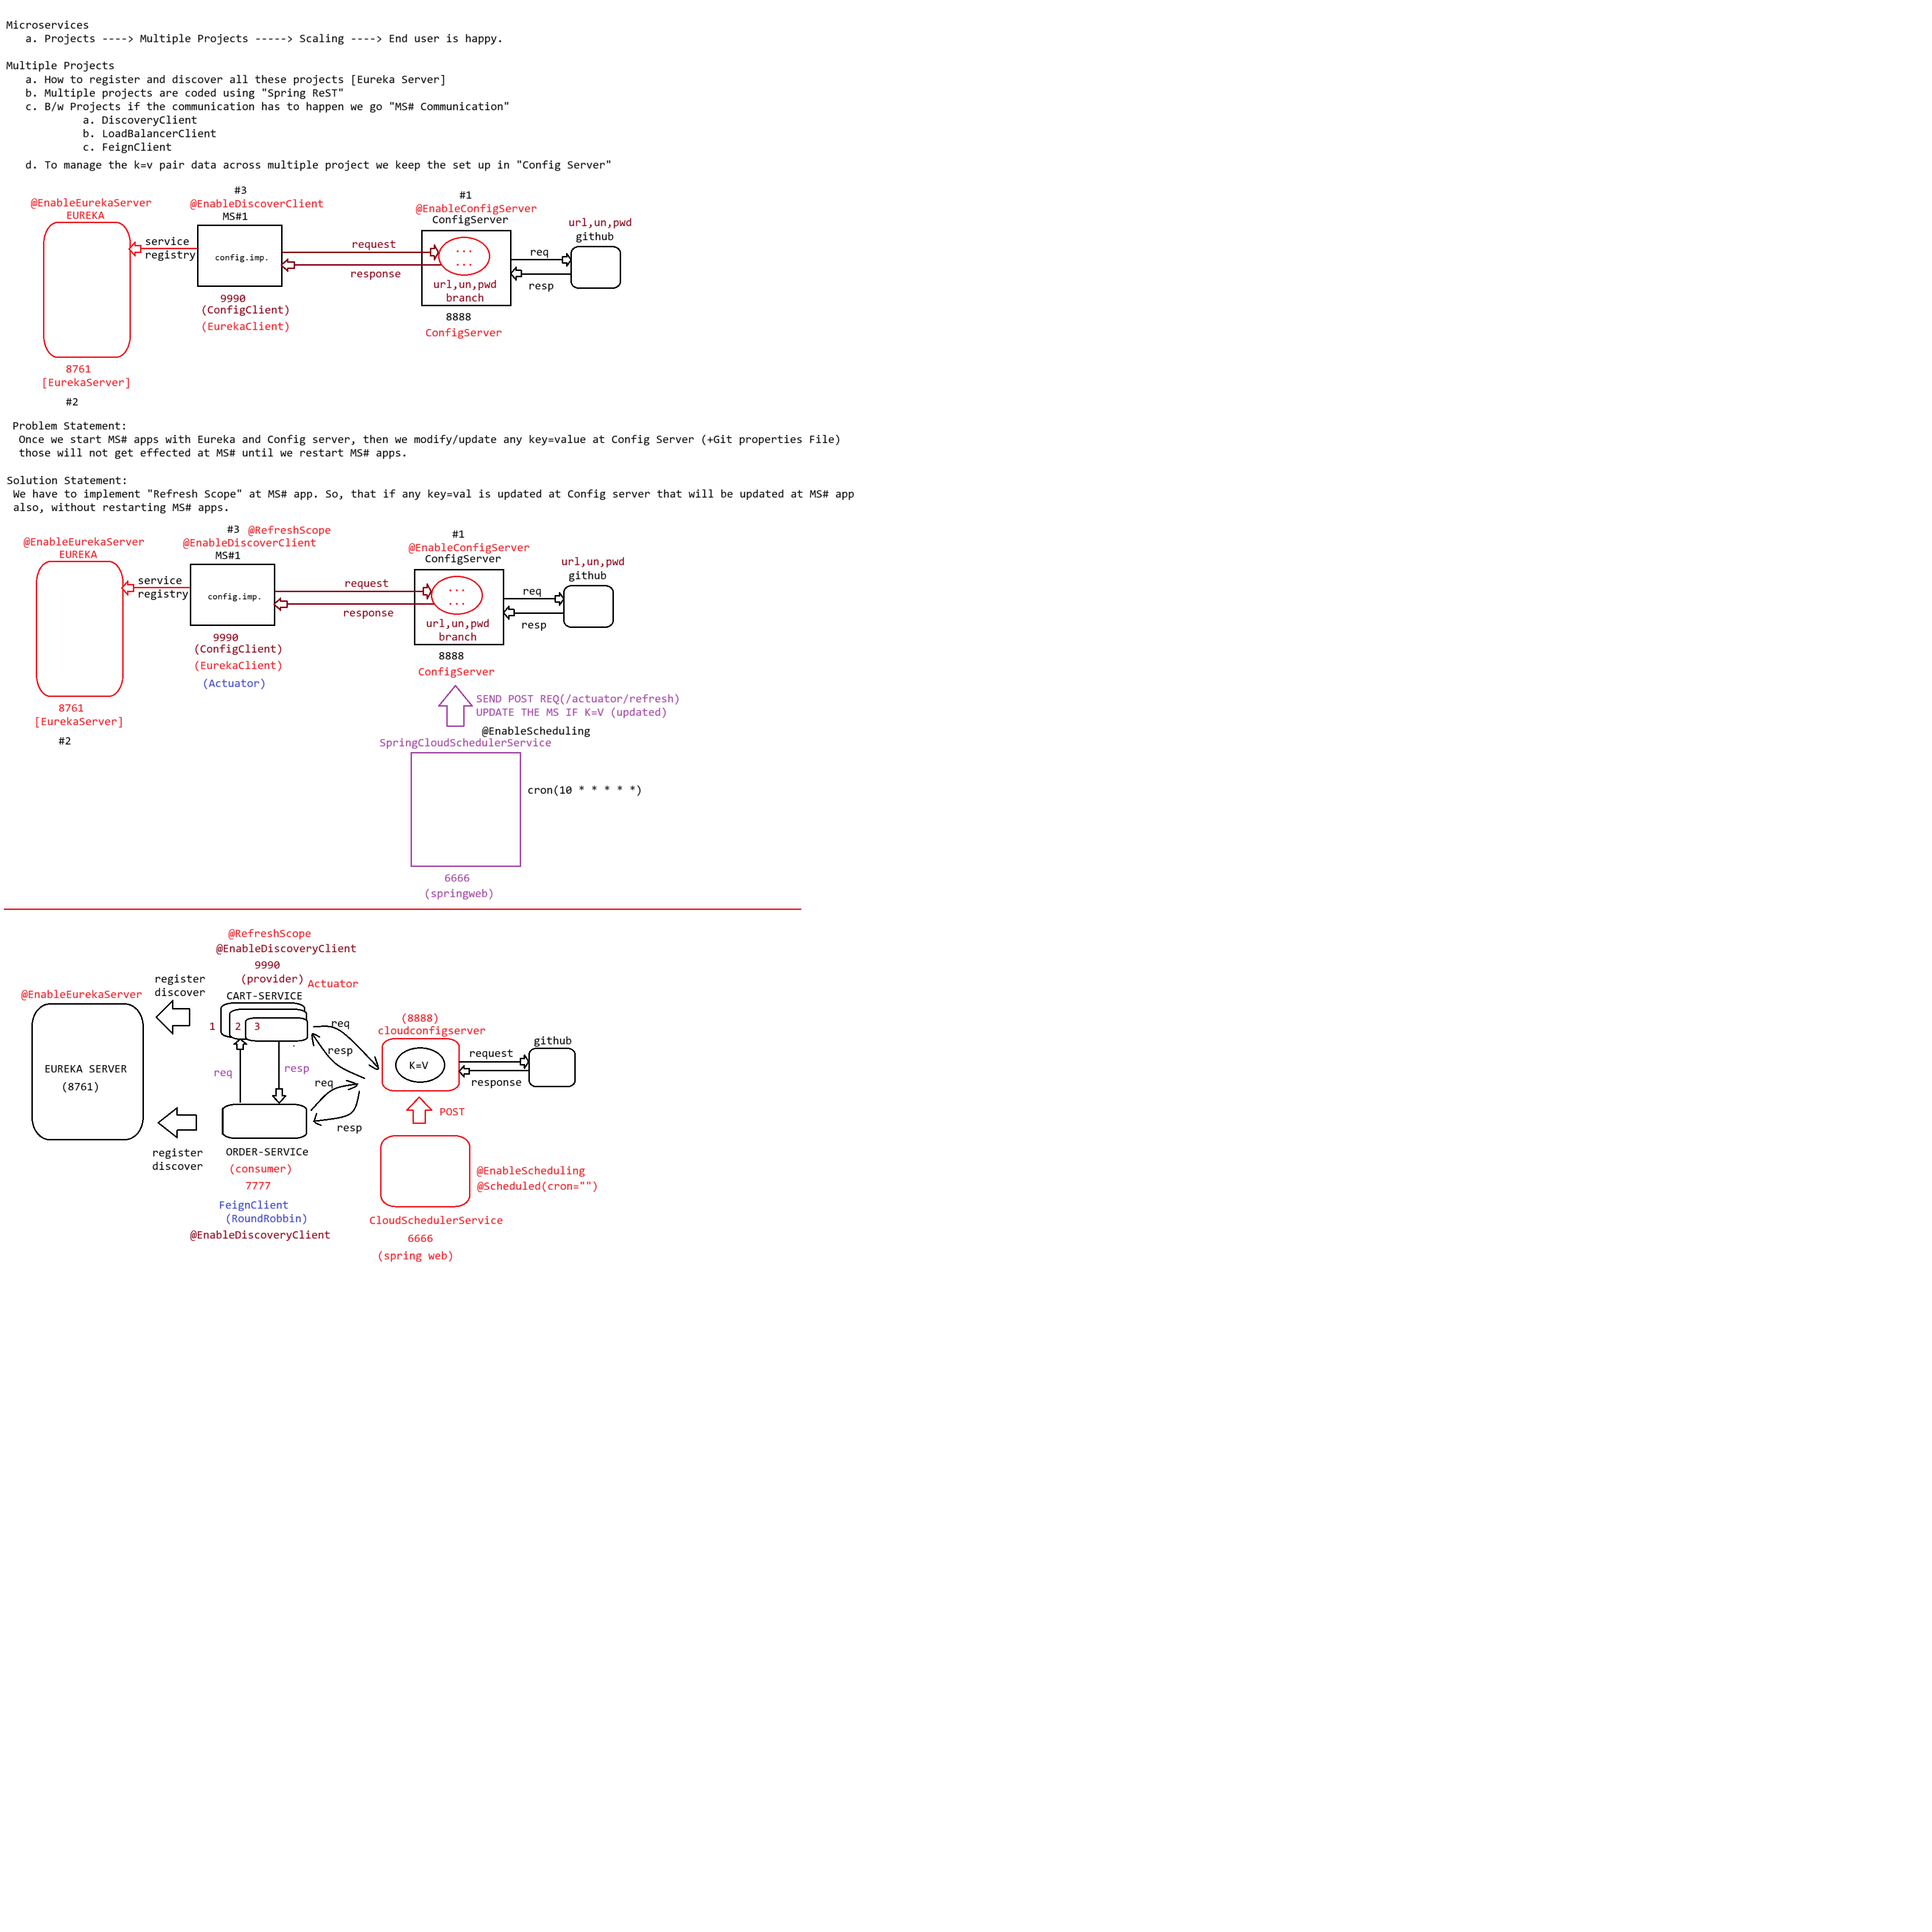 Microservices
a. Projects ----> Multiple Projects -----> Scaling ----> End user is happy.
Multiple Projects
a. How to register and discover all these projects [Eureka Server]
b. Multiple projects are coded using "Spring ReST"
c. B/w Projects if the communication has to happen we go "MS# Communication"
a. DiscoveryClient
b. LoadBalancerClient
c. FeignClient
d. To manage the k=v pair data across multiple project we keep the set up in "Config Server"
#3
#1
@EnableEurekaServer
@EnableDiscoverClient
@EnableConfigServer
EUREKA
MS#1
ConfigServer
url,un,pwd
github
service
registry
config.imp.
request
response
...
...
req
resp
url,un,pwd
branch
9990
(ConfigClient)
(EurekaClient)
8888
ConfigServer
8761
[EurekaServer]
#2
Problem Statement:
Once we start MS# apps with Eureka and Config server, then we modify/update any key=value at Config Server (+Git properties File)
those will not get effected at MS# until we restart MS# apps.
Solution Statement:
We have to implement "Refresh Scope" at MS# app. So, that if any key=val is updated at Config server that will be updated at MS# app
also, without restarting MS# apps.
#3 @RefreshScope
#1
@EnableEurekaServer
@EnableDiscoverClient
@EnableConfigServer
EUREKA
MS#1
ConfigServer
url,un,pwd
github
service
registry
config.imp.
request
response
...
...
req
resp
url,un,pwd
branch
9990
(ConfigClient)
(EurekaClient)
(Actuator)
8888
ConfigServer
8761
[EurekaServer]
#2
SEND POST REQ(/actuator/refresh)
UPDATE THE MS IF K=V (updated)
@EnableScheduling
SpringCloudSchedulerService
cron(10 * * * * *)
6666
(springweb)
@RefreshScope
@EnableDiscoveryClient
9990
(provider)
Actuator
register
discover
@EnableEurekaServer
CART-SERVICE
1
2
3
req
resp
(8888)
cloudconfigserver
github
K=V
request
response
EUREKA SERVER
(8761)
req
resp
req
resp
POST
register
discover
ORDER-SERVICe
(consumer)
7777
FeignClient
(RoundRobbin)
@EnableDiscoveryClient
@EnableScheduling
@Scheduled(cron="")
CloudSchedulerService
6666
(spring web)